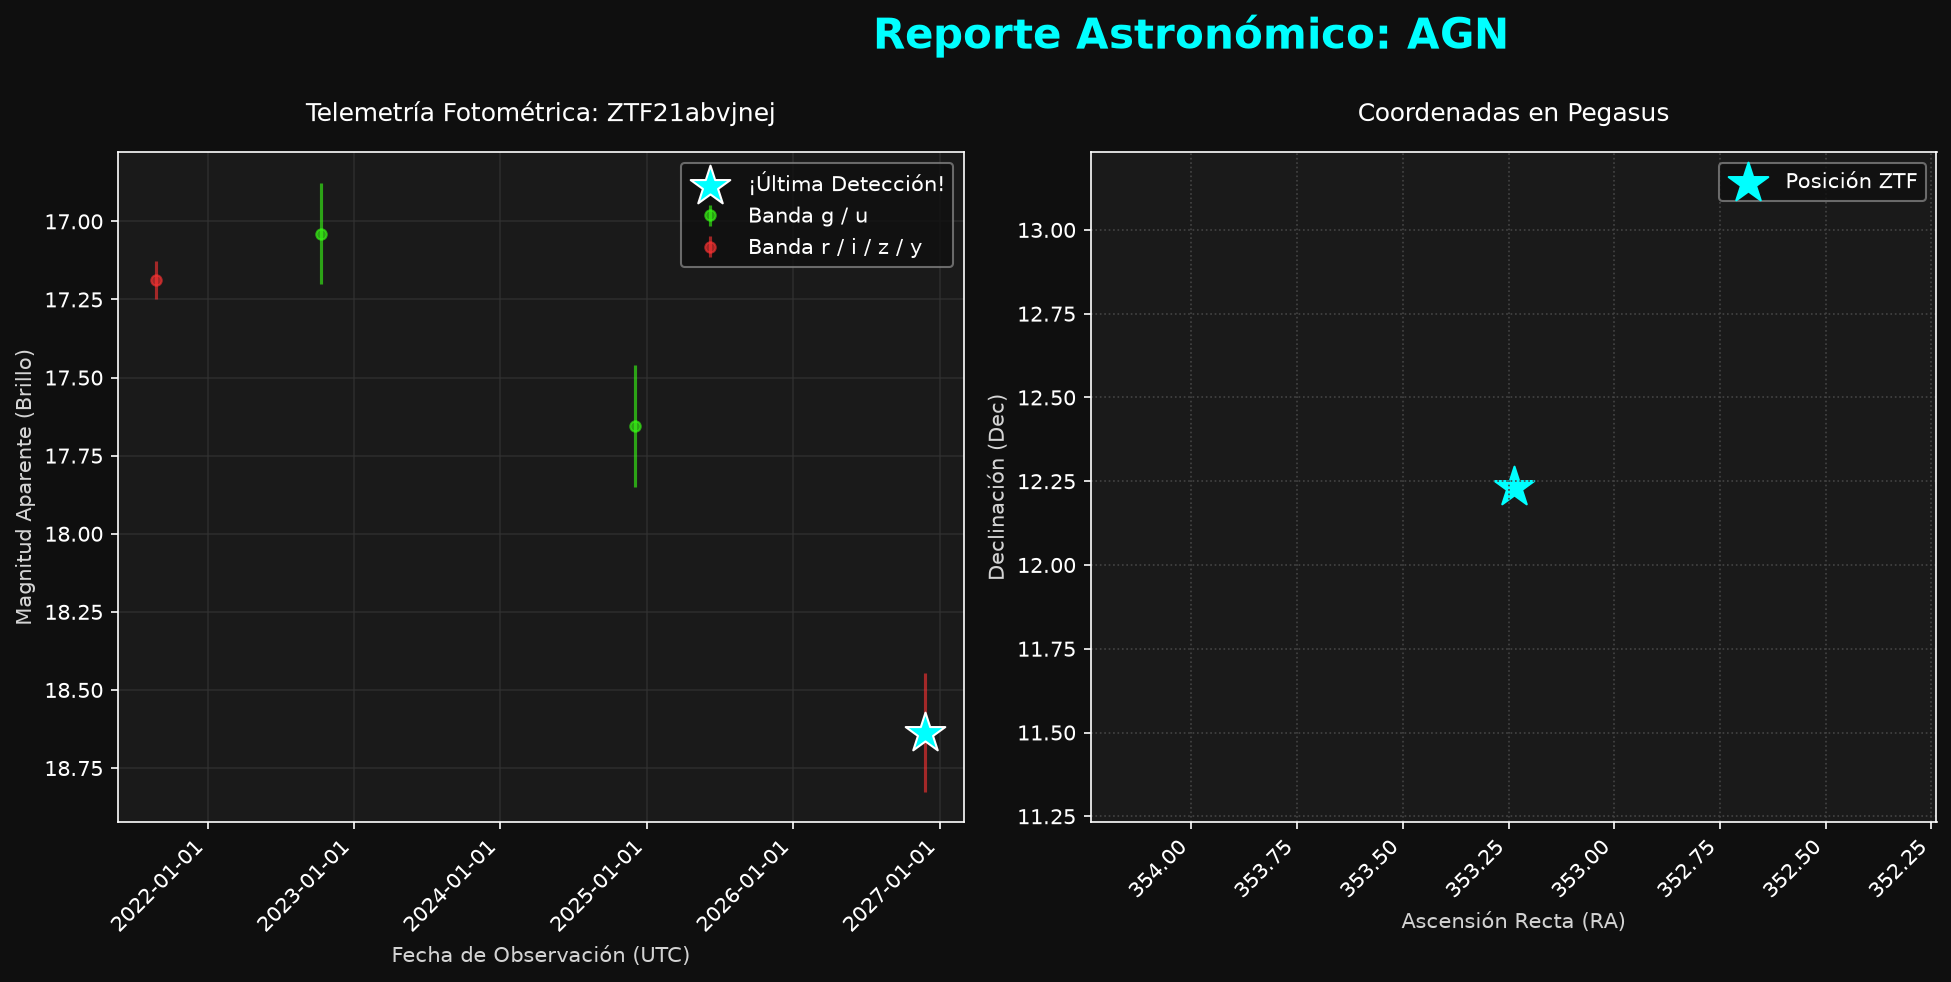 Reporte Astronómico: AGN
Telemetría Fotométrica: ZTF21abvjnej
¡Última Detección!
Banda g / u
Banda r / i / z / y
Magnitud Aparente (Brillo)
17.00
17.25
17.50
17.75
18.00
18.25
18.50
18.75
2022-01-01
2023-01-01
2024-01-01
2025-01-01
2026-01-01
2027-01-01
Fecha de Observación (UTC)
Coordenadas en Pegasus
Posición ZTF
Declinación (Dec)
13.00
12.75
12.50
12.25
12.00
11.75
11.50
11.25
354.00
353.75
353.50
353.25
353.00
352.75
352.50
352.25
Ascensión Recta (RA)